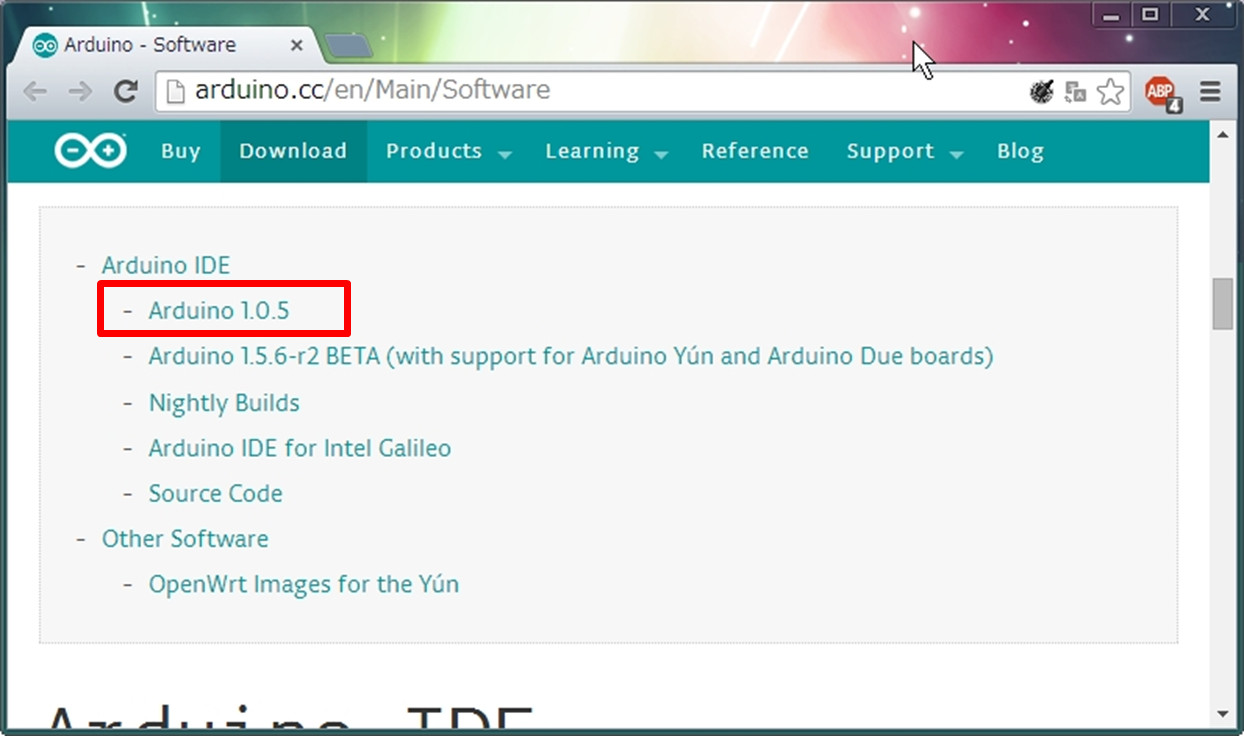 Arduino - Software
arduino.cc/en/Main/Software
ABP 4
Buy Download Products Learning Reference Support Blog
- Arduino IDE
- Arduino 1.0.5
- Arduino 1.5.6-r2 BETA (with support for Arduino Yún and Arduino Due boards)
- Nightly Builds
- Arduino IDE for Intel Galileo
- Source Code
- Other Software
- OpenWrt Images for the Yún
Arduino IDE